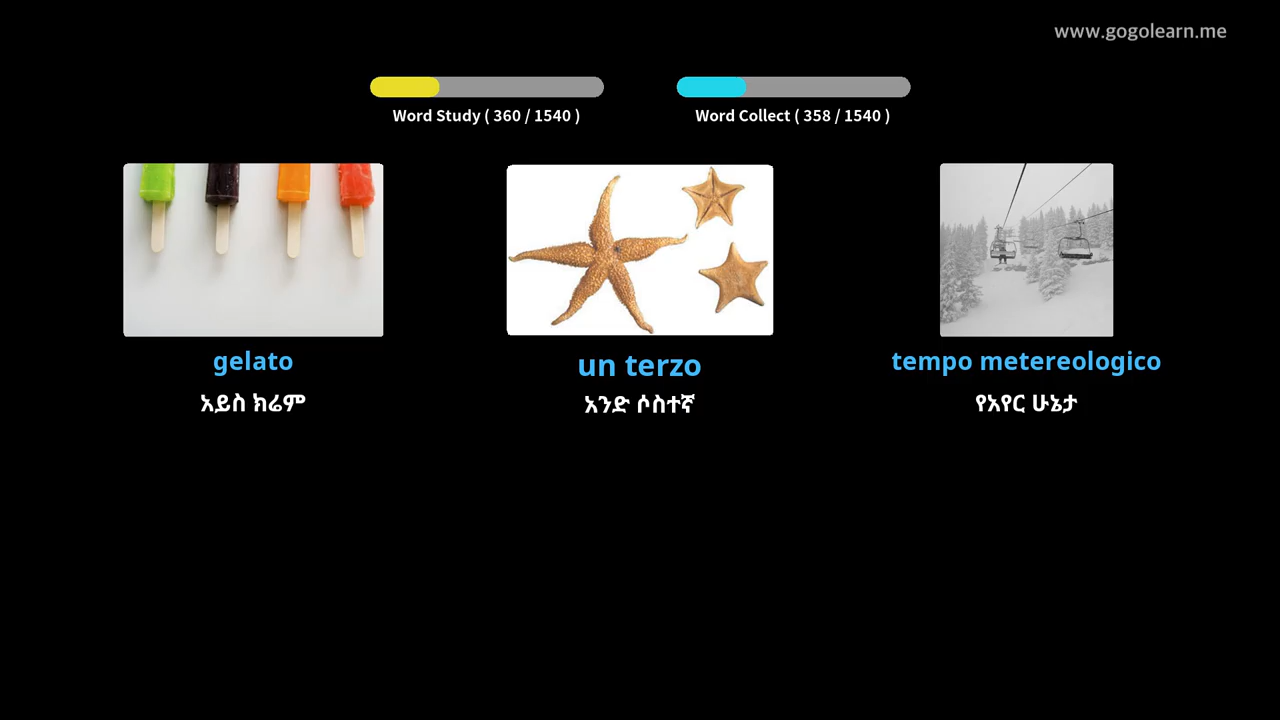 www.gogolearn.me
Word Study ( 360 / 1540 )
Word Collect ( 358 / 1540 )
gelato
un terzo
tempo metereologico
አይስ ክሬም
አንድ ሶስተኛ
የአየር ሁኔታ